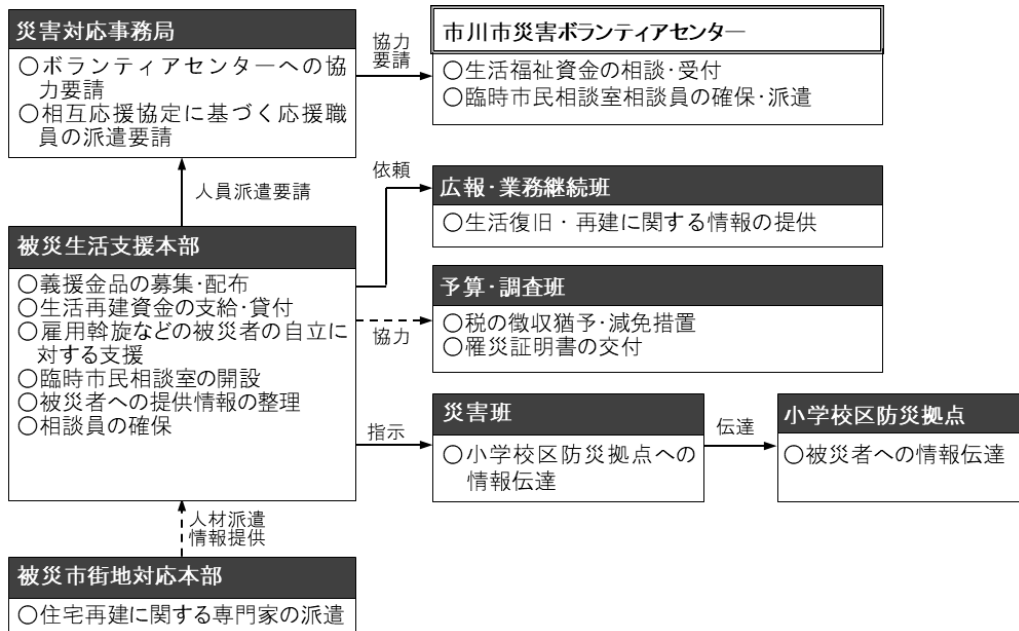 災害対応事務局
○ボランティアセンターへの協
力要請
○相互応援協定に基づく応援職
員の派遣要請
協力
要請
市川市災害ボランティアセンター
○生活福祉資金の相談・受付
○臨時市民相談室相談員の確保・派遣
人員派遣要請
依頼
広報・業務継続班
○生活復旧・再建に関する情報の提供
被災生活支援本部
○義援金品の募集・配布
○生活再建資金の支給・貸付
○雇用斡旋などの被災者の自立に
対する支援
○臨時市民相談室の開設
○被災者への提供情報の整理
○相談員の確保
協力
予算・調査班
○税の徴収猶予・減免措置
○罹災証明書の交付
指示
災害班
○小学校区防災拠点への
情報伝達
伝達
小学校区防災拠点
○被災者への情報伝達
人材派遣
情報提供
被災市街地対応本部
○住宅再建に関する専門家の派遣